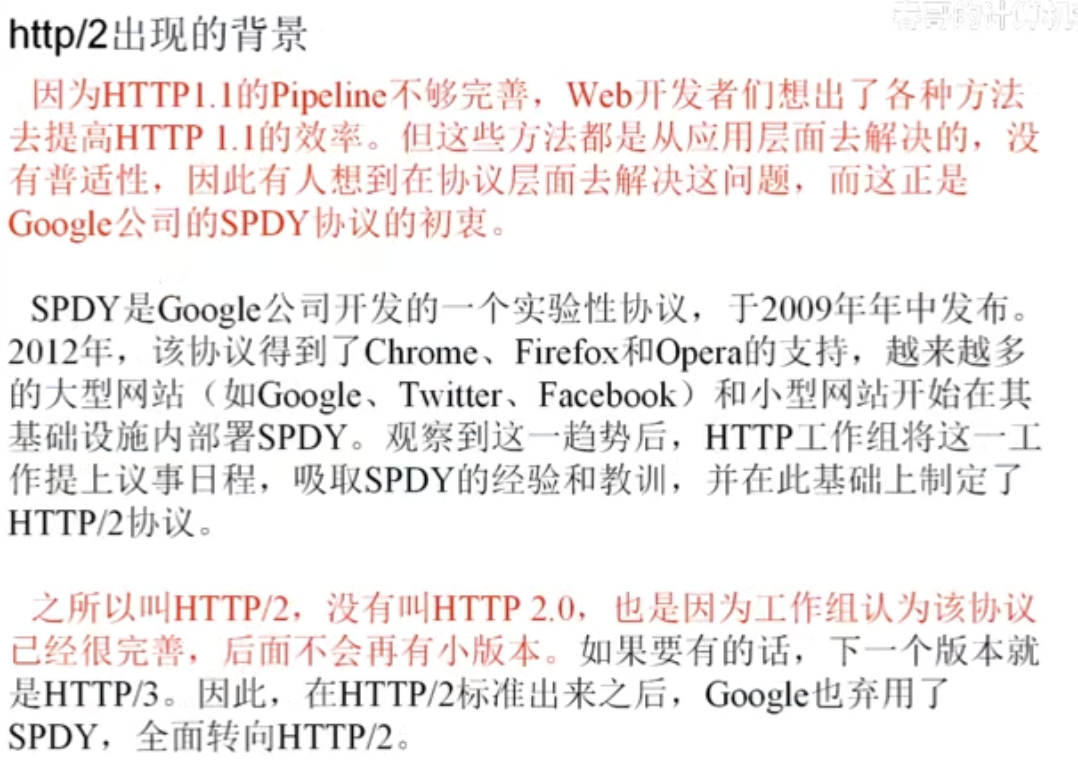 春哥的计算机
http/2出现的背景
因为HTTP1.1的Pipeline不够完善，Web开发者们想出了各种方法
去提高HTTP 1.1的效率。但这些方法都是从应用层面去解决的，没
有普适性，因此有人想到在协议层面去解决这问题，而这正是
Google公司的SPDY协议的初衷。
SPDY是Google公司开发的一个实验性协议，于2009年年中发布。
2012年，该协议得到了Chrome、Firefox和Opera的支持，越来越多
的大型网站（如Google、Twitter、Facebook）和小型网站开始在其
基础设施内部署SPDY。观察到这一趋势后，HTTP工作组将这一工
作提上议事日程，吸取SPDY的经验和教训，并在此基础上制定了
HTTP/2协议。
之所以叫HTTP/2，没有叫HTTP 2.0，也是因为工作组认为该协议
已经很完善，后面不会再有小版本。如果要有的话，下一个版本就
是HTTP/3。因此，在HTTP/2标准出来之后，Google也弃用了
SPDY，全面转向HTTP/2。